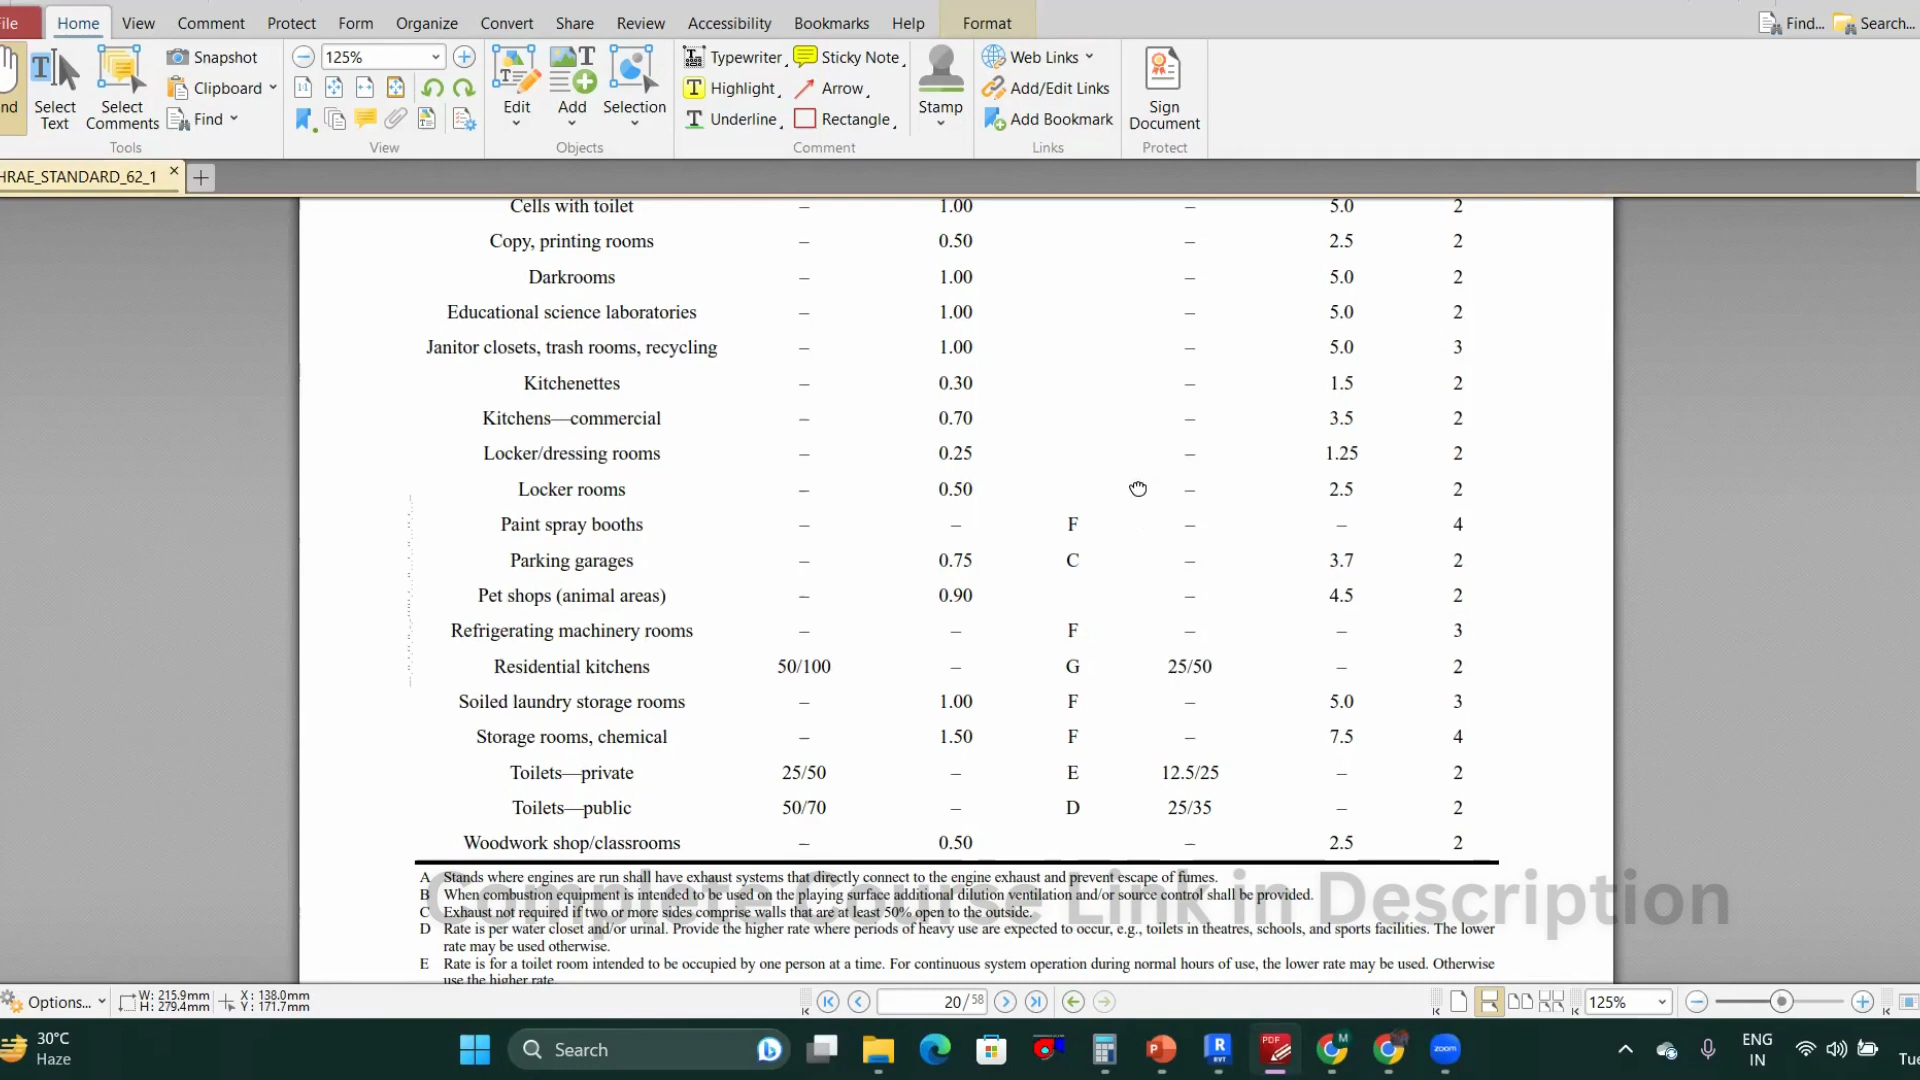 File Home View Comment Protect Form Organize Convert Share Review Accessibility Bookmarks Help Format Find... Search...
Select Text
Select Comments
Snapshot
Clipboard
Find
Tools
125%
View
Edit
Add
Selection
Objects
Typewriter
Highlight
Underline
Sticky Note
Arrow
Rectangle
Comment
Stamp
Web Links
Add/Edit Links
Add Bookmark
Links
Sign Document
Protect
HRAE_STANDARD_62_1
Cells with toilet – 1.00 – 5.0 2
Copy, printing rooms – 0.50 – 2.5 2
Darkrooms – 1.00 – 5.0 2
Educational science laboratories – 1.00 – 5.0 2
Janitor closets, trash rooms, recycling – 1.00 – 5.0 3
Kitchenettes – 0.30 – 1.5 2
Kitchens—commercial – 0.70 – 3.5 2
Locker/dressing rooms – 0.25 – 1.25 2
Locker rooms – 0.50 – 2.5 2
Paint spray booths – – F – – 4
Parking garages – 0.75 C – 3.7 2
Pet shops (animal areas) – 0.90 – 4.5 2
Refrigerating machinery rooms – – F – – 3
Residential kitchens 50/100 – G 25/50 – 2
Soiled laundry storage rooms – 1.00 F – 5.0 3
Storage rooms, chemical – 1.50 F – 7.5 4
Toilets—private 25/50 – E 12.5/25 – 2
Toilets—public 50/70 – D 25/35 – 2
Woodwork shop/classrooms – 0.50 – 2.5 2
A Stands where engines are run shall have exhaust systems that directly connect to the engine exhaust and prevent escape of fumes.
B When combustion equipment is intended to be used on the playing surface additional dilution ventilation and/or source control shall be provided.
C Exhaust not required if two or more sides comprise walls that are at least 50% open to the outside.
D Rate is per water closet and/or urinal. Provide the higher rate where periods of heavy use are expected to occur, e.g., toilets in theatres, schools, and sports facilities. The lower
rate may be used otherwise.
E Rate is for a toilet room intended to be occupied by one person at a time. For continuous system operation during normal hours of use, the lower rate may be used. Otherwise
use the higher rate.
Complete Course Link in Description
Options... W: 215.9mm X: 138.0mm
H: 279.4mm Y: 171.7mm
20 / 58
125%
30°C
Haze
Search
ENG
IN
Tue